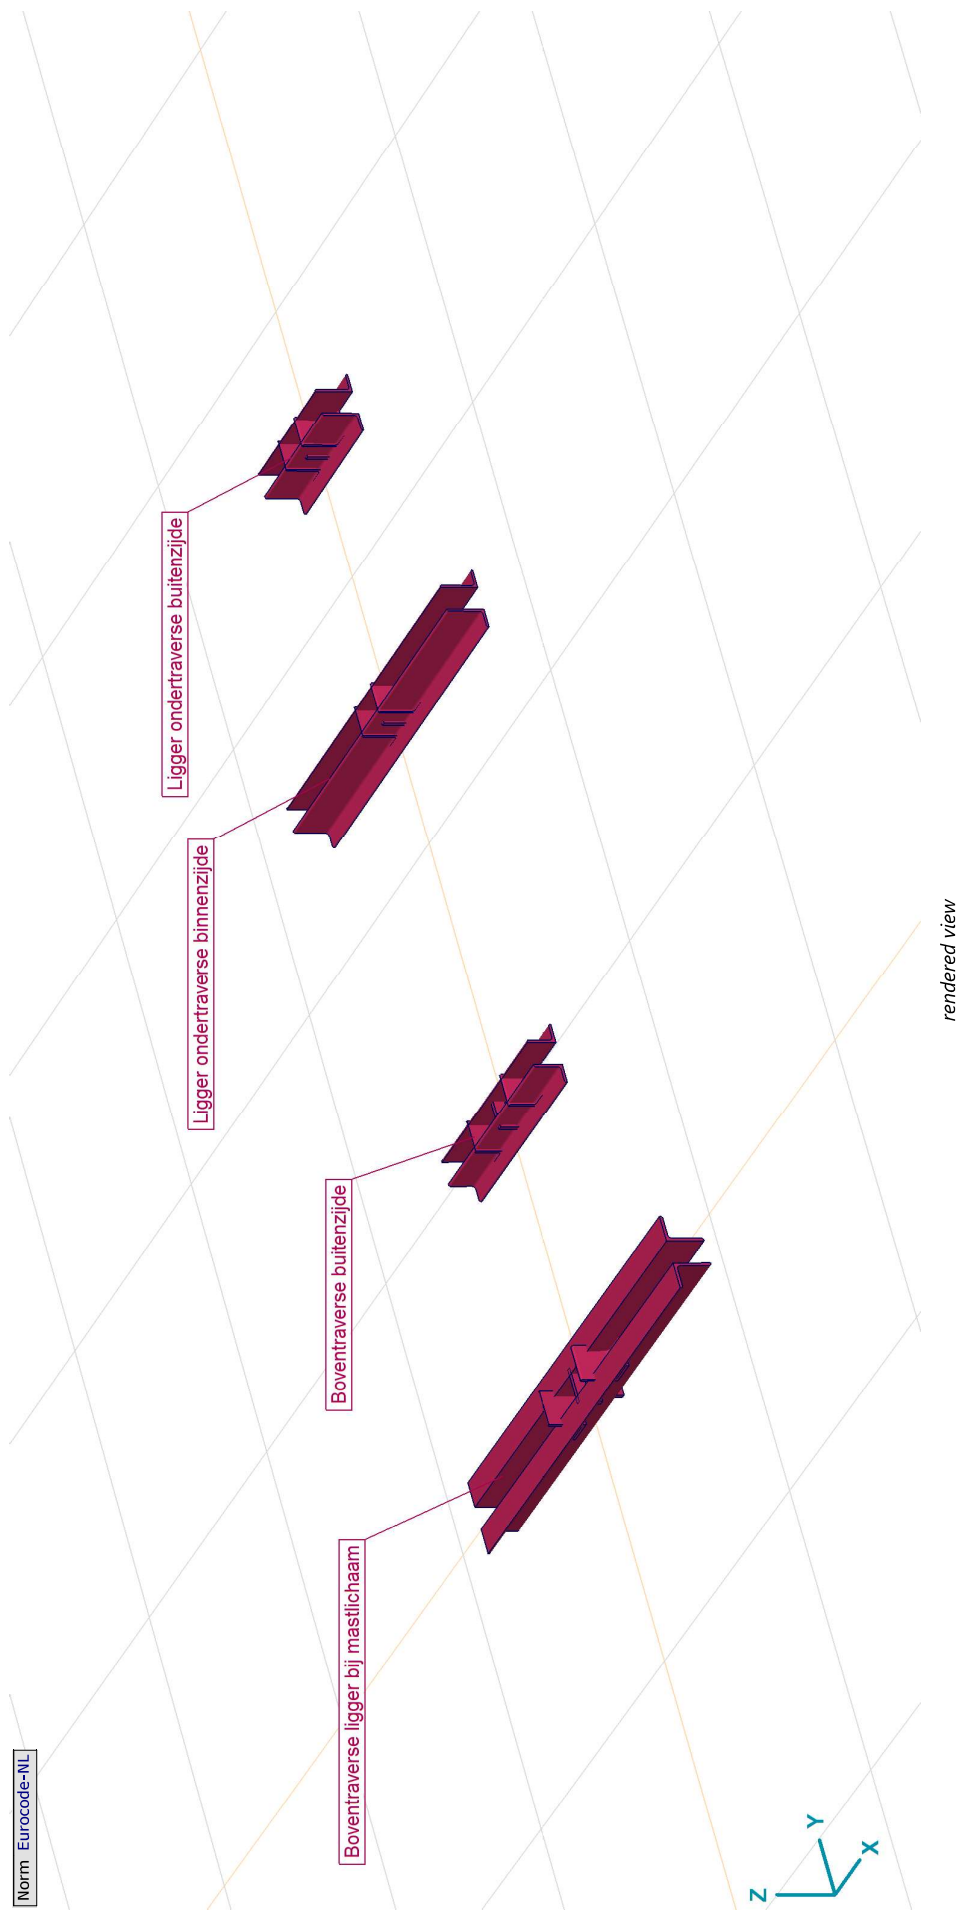 Norm Eurocode-NL
Ligger ondertraverse buitenzijde
Ligger ondertraverse binnenzijde
Boventraverse buitenzijde
Boventraverse ligger bij mastlichaam
Z
Y
X
rendered view